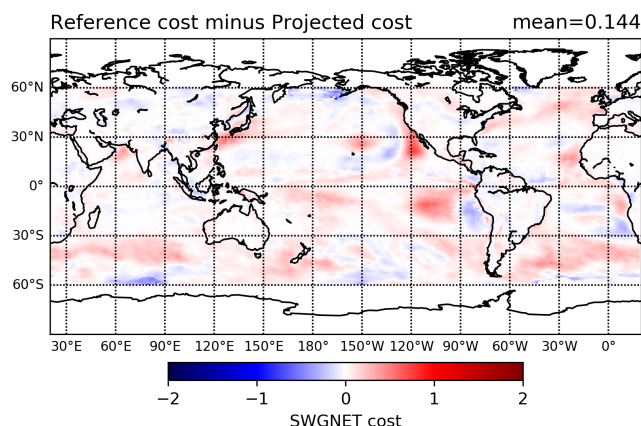 Reference cost minus Projected cost mean=0.144
60°N
30°N
0°
30°S
60°S
30°E 60°E 90°E 120°E 150°E 180° 150°W 120°W 90°W 60°W 30°W 0°
−2 −1 0 1 2
SWGNET cost